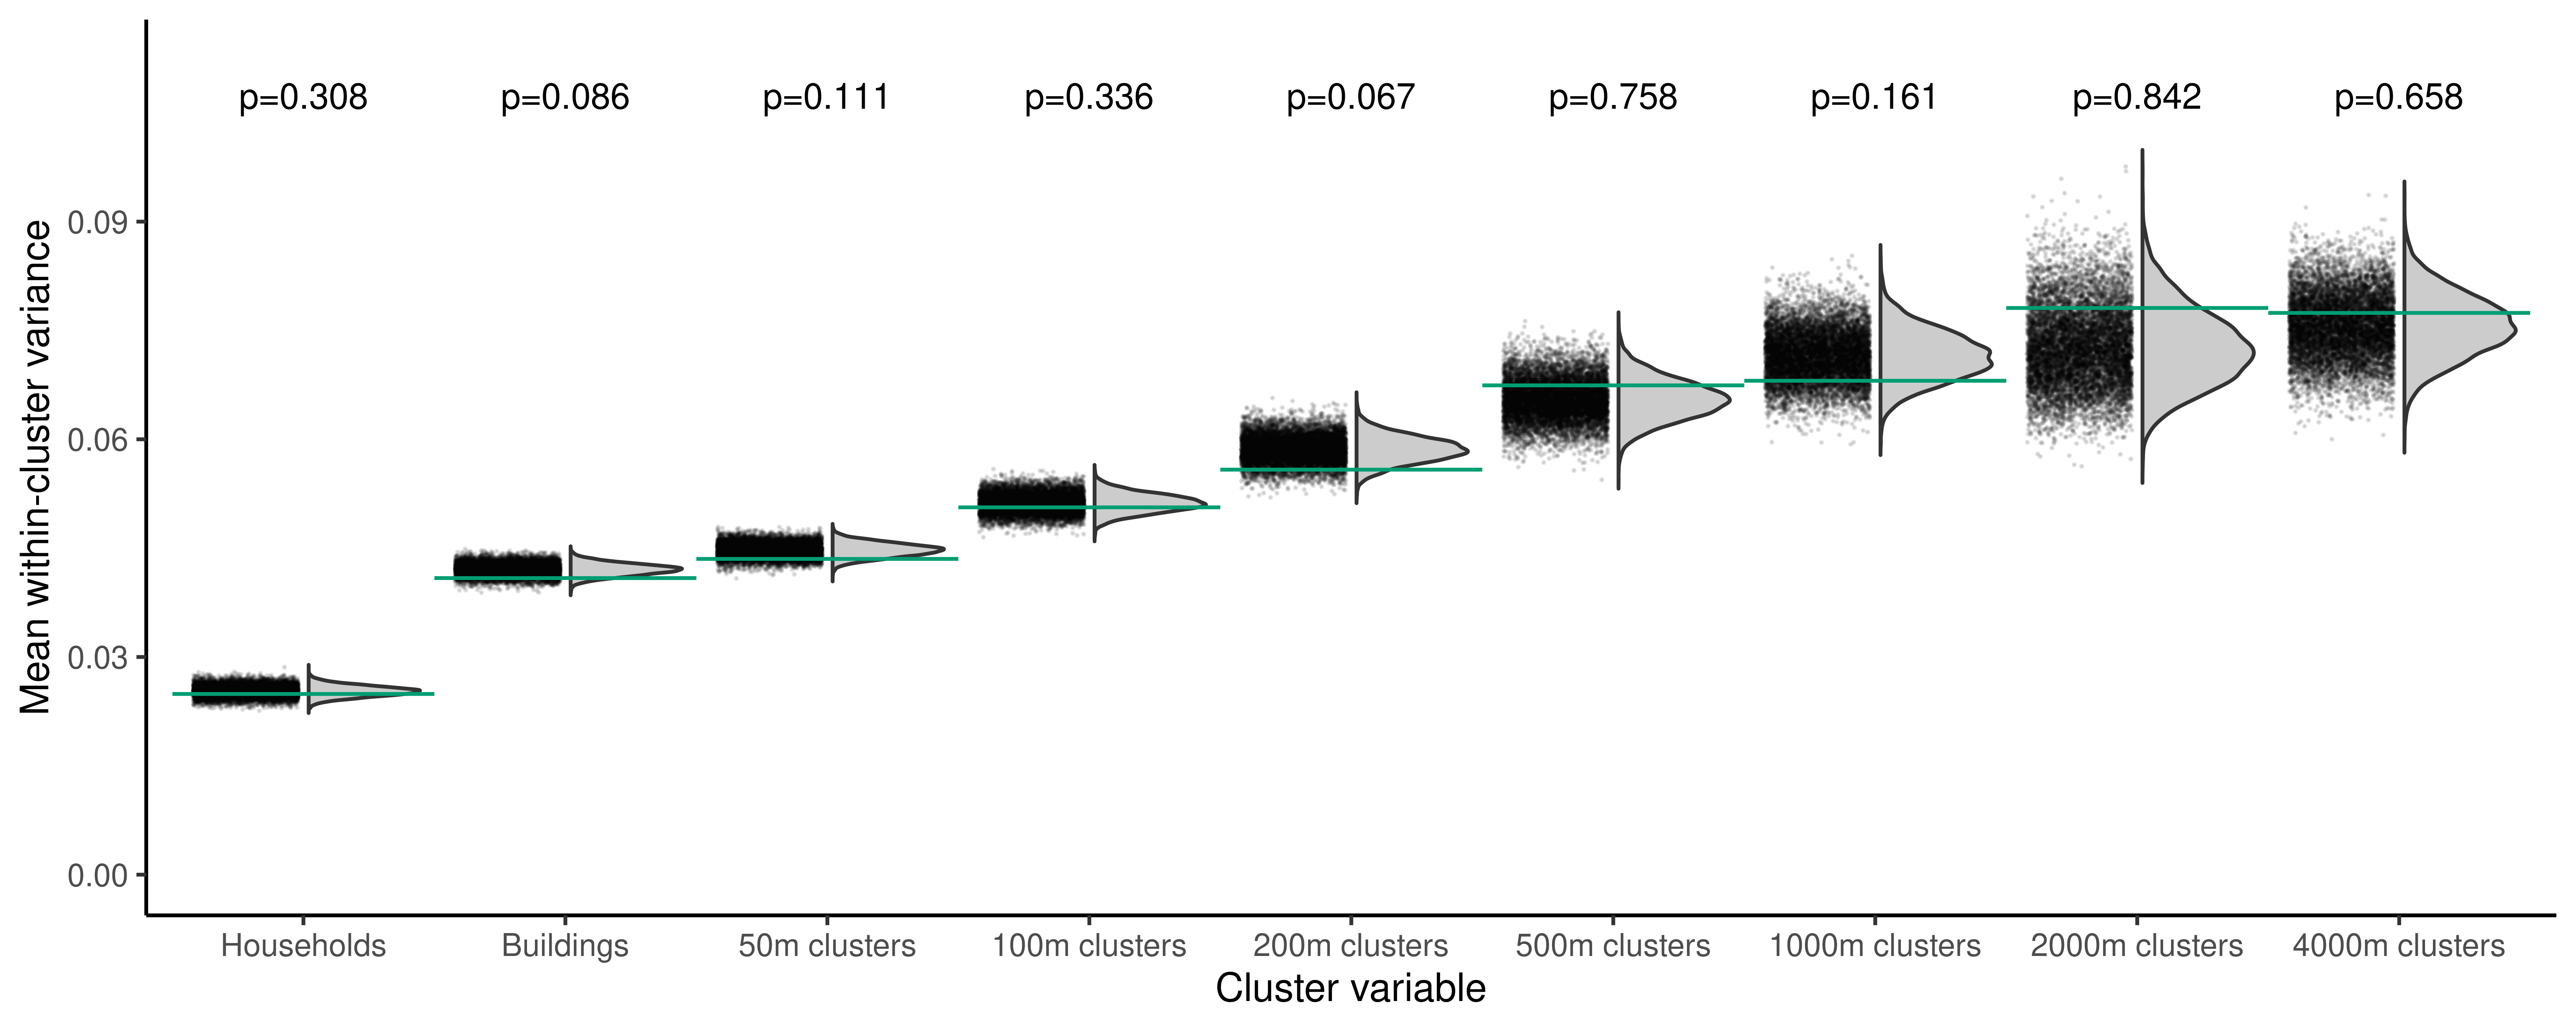 p=0.308 p=0.086 p=0.111 p=0.336 p=0.067 p=0.758 p=0.161 p=0.842 p=0.658
Mean within-cluster variance
0.09
0.06
0.03
0.00
Households Buildings 50m clusters 100m clusters 200m clusters 500m clusters 1000m clusters 2000m clusters 4000m clusters
Cluster variable